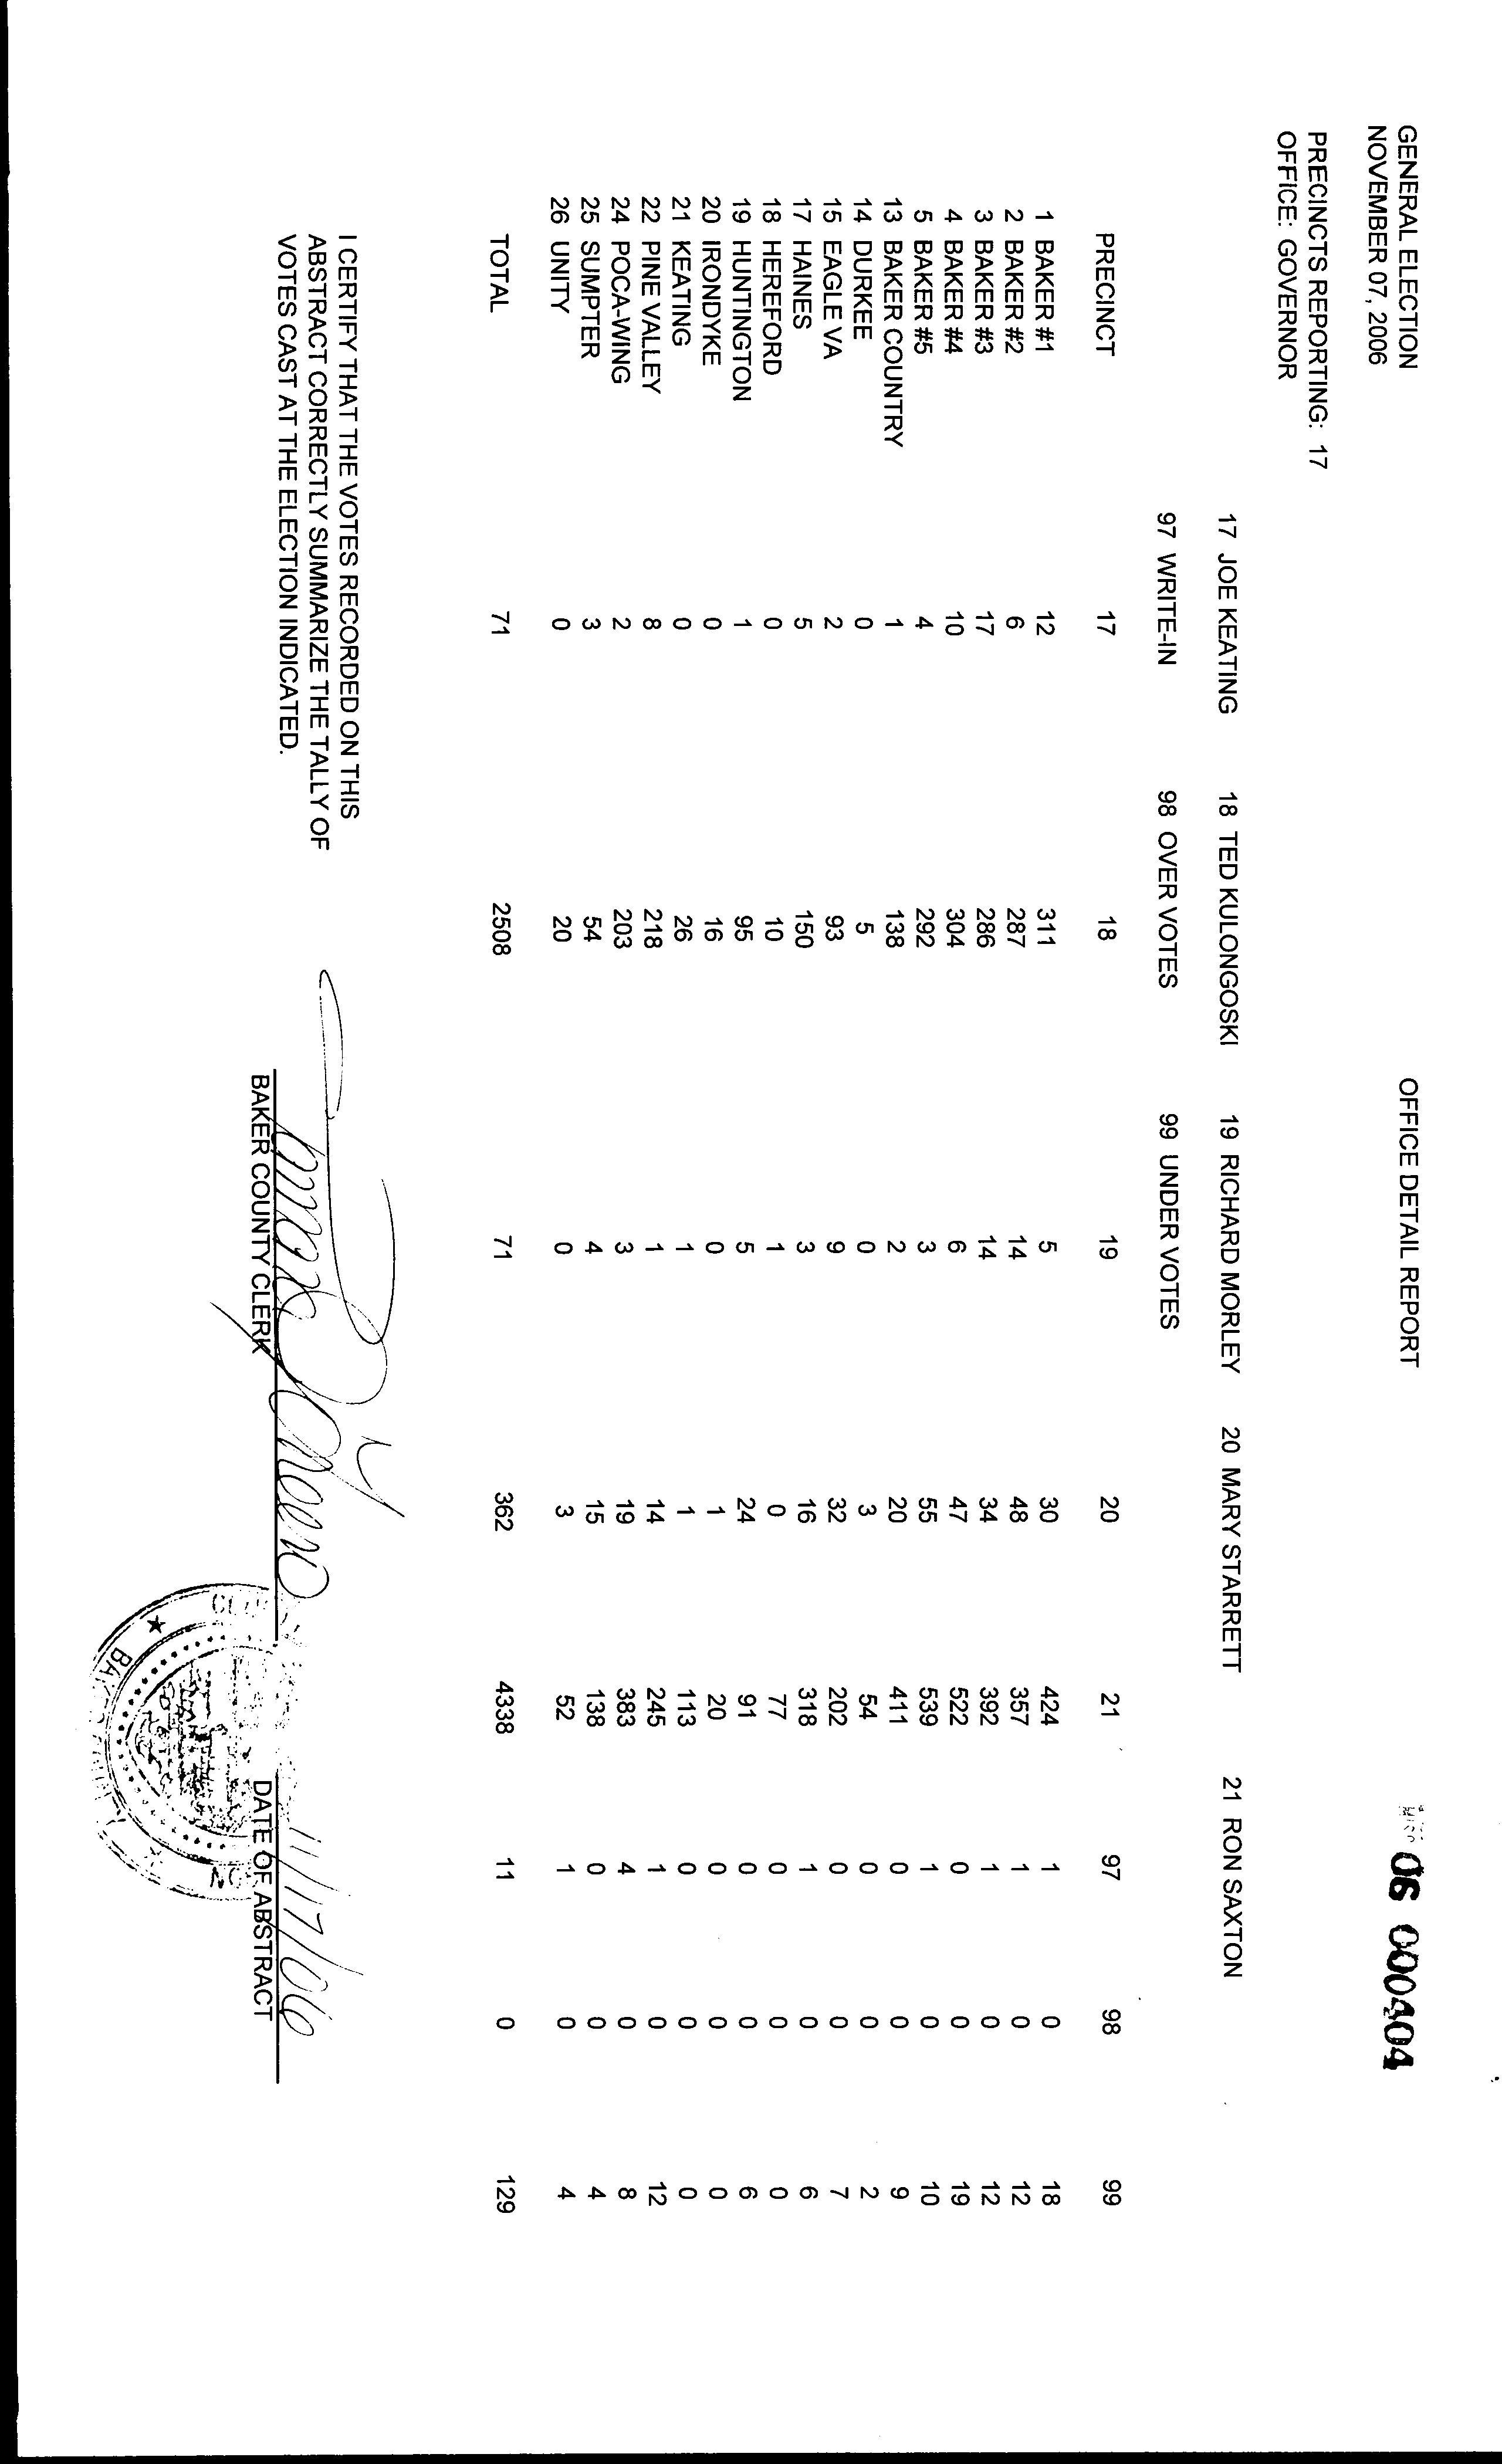 GENERAL ELECTION OFFICE DETAIL REPORT 06 000404
NOVEMBER 07, 2006
PRECINCTS REPORTING: 17
OFFICE: GOVERNOR
17 JOE KEATING 18 TED KULONGOSKI 19 RICHARD MORLEY 20 MARY STARRETT 21 RON SAXTON
97 WRITE-IN 98 OVER VOTES 99 UNDER VOTES
PRECINCT 17 18 19 20 21 97 98 99
1 BAKER #1 12 311 5 30 424 1 0 18
2 BAKER #2 6 287 14 48 357 1 0 12
3 BAKER #3 17 286 14 34 392 1 0 12
4 BAKER #4 10 304 6 47 522 0 0 19
5 BAKER #5 4 292 3 55 539 1 0 10
13 BAKER COUNTRY 1 138 2 20 411 0 0 9
14 DURKEE 0 5 0 3 54 0 0 2
15 EAGLE VA 2 93 9 32 202 0 0 7
17 HAINES 5 150 3 16 318 1 0 6
18 HEREFORD 0 10 1 0 77 0 0 0
19 HUNTINGTON 1 95 5 24 91 0 0 6
20 IRONDYKE 0 16 0 1 20 0 0 0
21 KEATING 0 26 1 1 113 0 0 0
22 PINE VALLEY 8 218 1 14 245 1 0 12
24 POCA-WING 2 203 3 19 383 4 0 8
25 SUMPTER 3 54 4 15 138 0 0 4
26 UNITY 0 20 0 3 52 1 0 4
TOTAL 71 2508 71 362 4338 11 0 129
I CERTIFY THAT THE VOTES RECORDED ON THIS
ABSTRACT CORRECTLY SUMMARIZE THE TALLY OF
VOTES CAST AT THE ELECTION INDICATED.
11/17/06
BAKER COUNTY CLERK DATE OF ABSTRACT